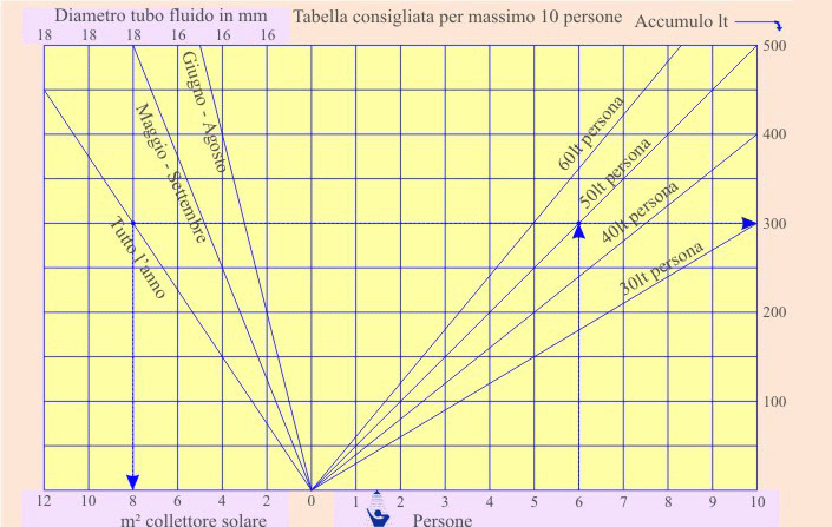 Diametro tubo fluido in mm
Tabella consigliata per massimo 10 persone
Accumulo lt
18 18 18 16 16 16
500
400
300
200
100
Giugno - Agosto
Maggio - Settembre
Tutto l'anno
60lt persona
50lt persona
40lt persona
30lt persona
12 10 8 6 4 2 0 1 2 3 4 5 6 7 8 9 10
m² collettore solare
Persone